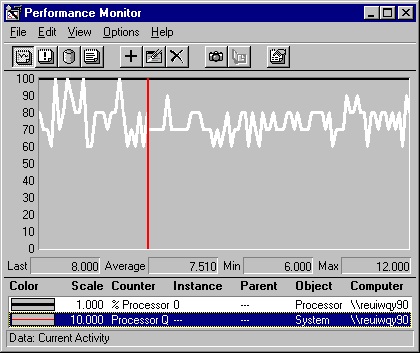 Performance Monitor
File Edit View Options Help
100
90
80
70
60
50
40
30
20
10
0
Last 8.000 Average 7.510 Min 6.000 Max 12.000
Color Scale Counter Instance Parent Object Computer
1.000 % Processor 0 --- Processor \\reuiwqy90
10.000 Processor Q --- --- System \\reuiwqy90
Data: Current Activity